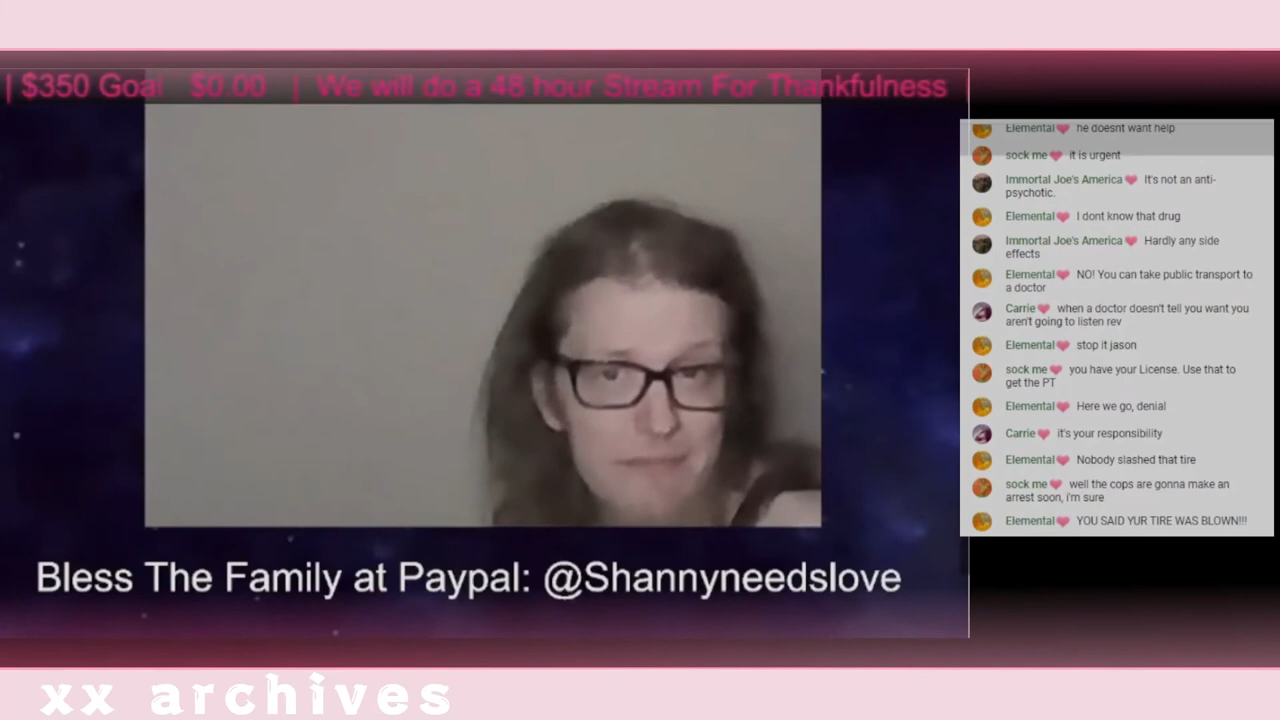 | $350 Goal $0.00 | We will do a 48 hour Stream For Thankfulness
Elemental he doesnt want help
sock me it is urgent
Immortal Joe's America It's not an anti-
psychotic.
Elemental I dont know that drug
Immortal Joe's America Hardly any side
effects
Elemental NO! You can take public transport to
a doctor
Carrie when a doctor doesn't tell you want you
aren't going to listen rev
Elemental stop it jason
sock me you have your License. Use that to
get the PT
Elemental Here we go, denial
Carrie it's your responsibility
Elemental Nobody slashed that tire
sock me well the cops are gonna make an
arrest soon, i'm sure
Elemental YOU SAID YUR TIRE WAS BLOWN!!!
Bless The Family at Paypal: @Shannyneedslove
xx archives